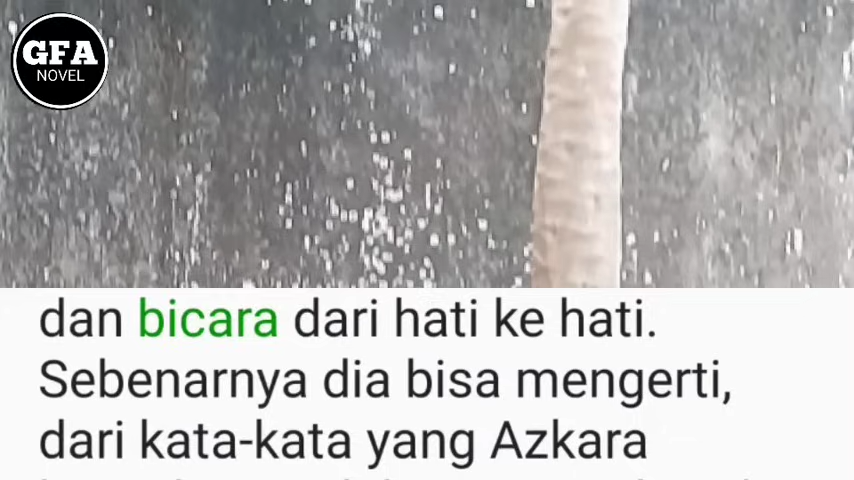 GFA
NOVEL
dan bicara dari hati ke hati.
Sebenarnya dia bisa mengerti,
dari kata-kata yang Azkara